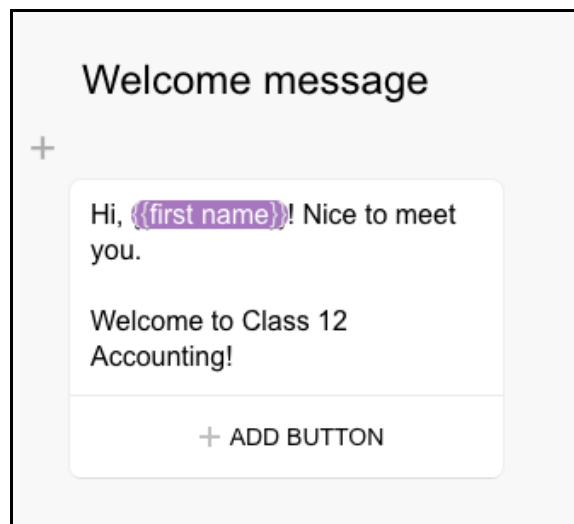 Welcome message
+
Hi, {{first name}}! Nice to meet
you.
Welcome to Class 12
Accounting!
+ ADD BUTTON